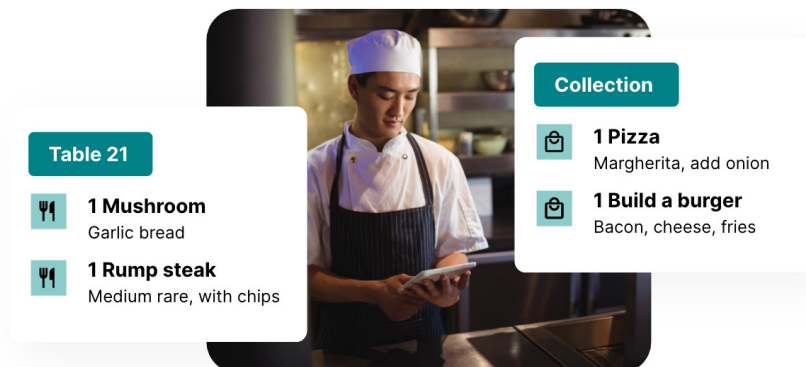 Table 21
1 Mushroom
Garlic bread
1 Rump steak
Medium rare, with chips
Collection
1 Pizza
Margherita, add onion
1 Build a burger
Bacon, cheese, fries